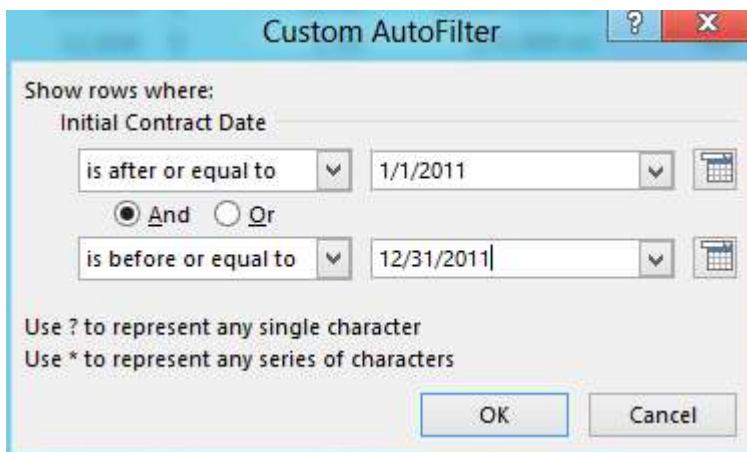 Custom AutoFilter
?
X
Show rows where:
Initial Contract Date
is after or equal to 1/1/2011
And Or
is before or equal to 12/31/2011
Use ? to represent any single character
Use * to represent any series of characters
OK Cancel